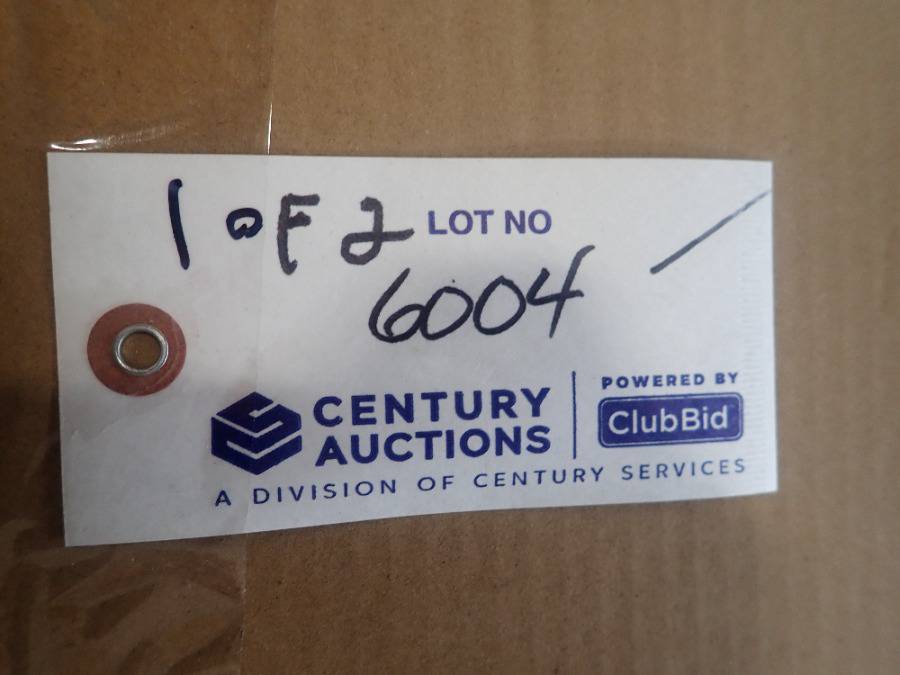 1 oF 2 LOT NO
6004
CENTURY
AUCTIONS
POWERED BY
ClubBid
A DIVISION OF CENTURY SERVICES